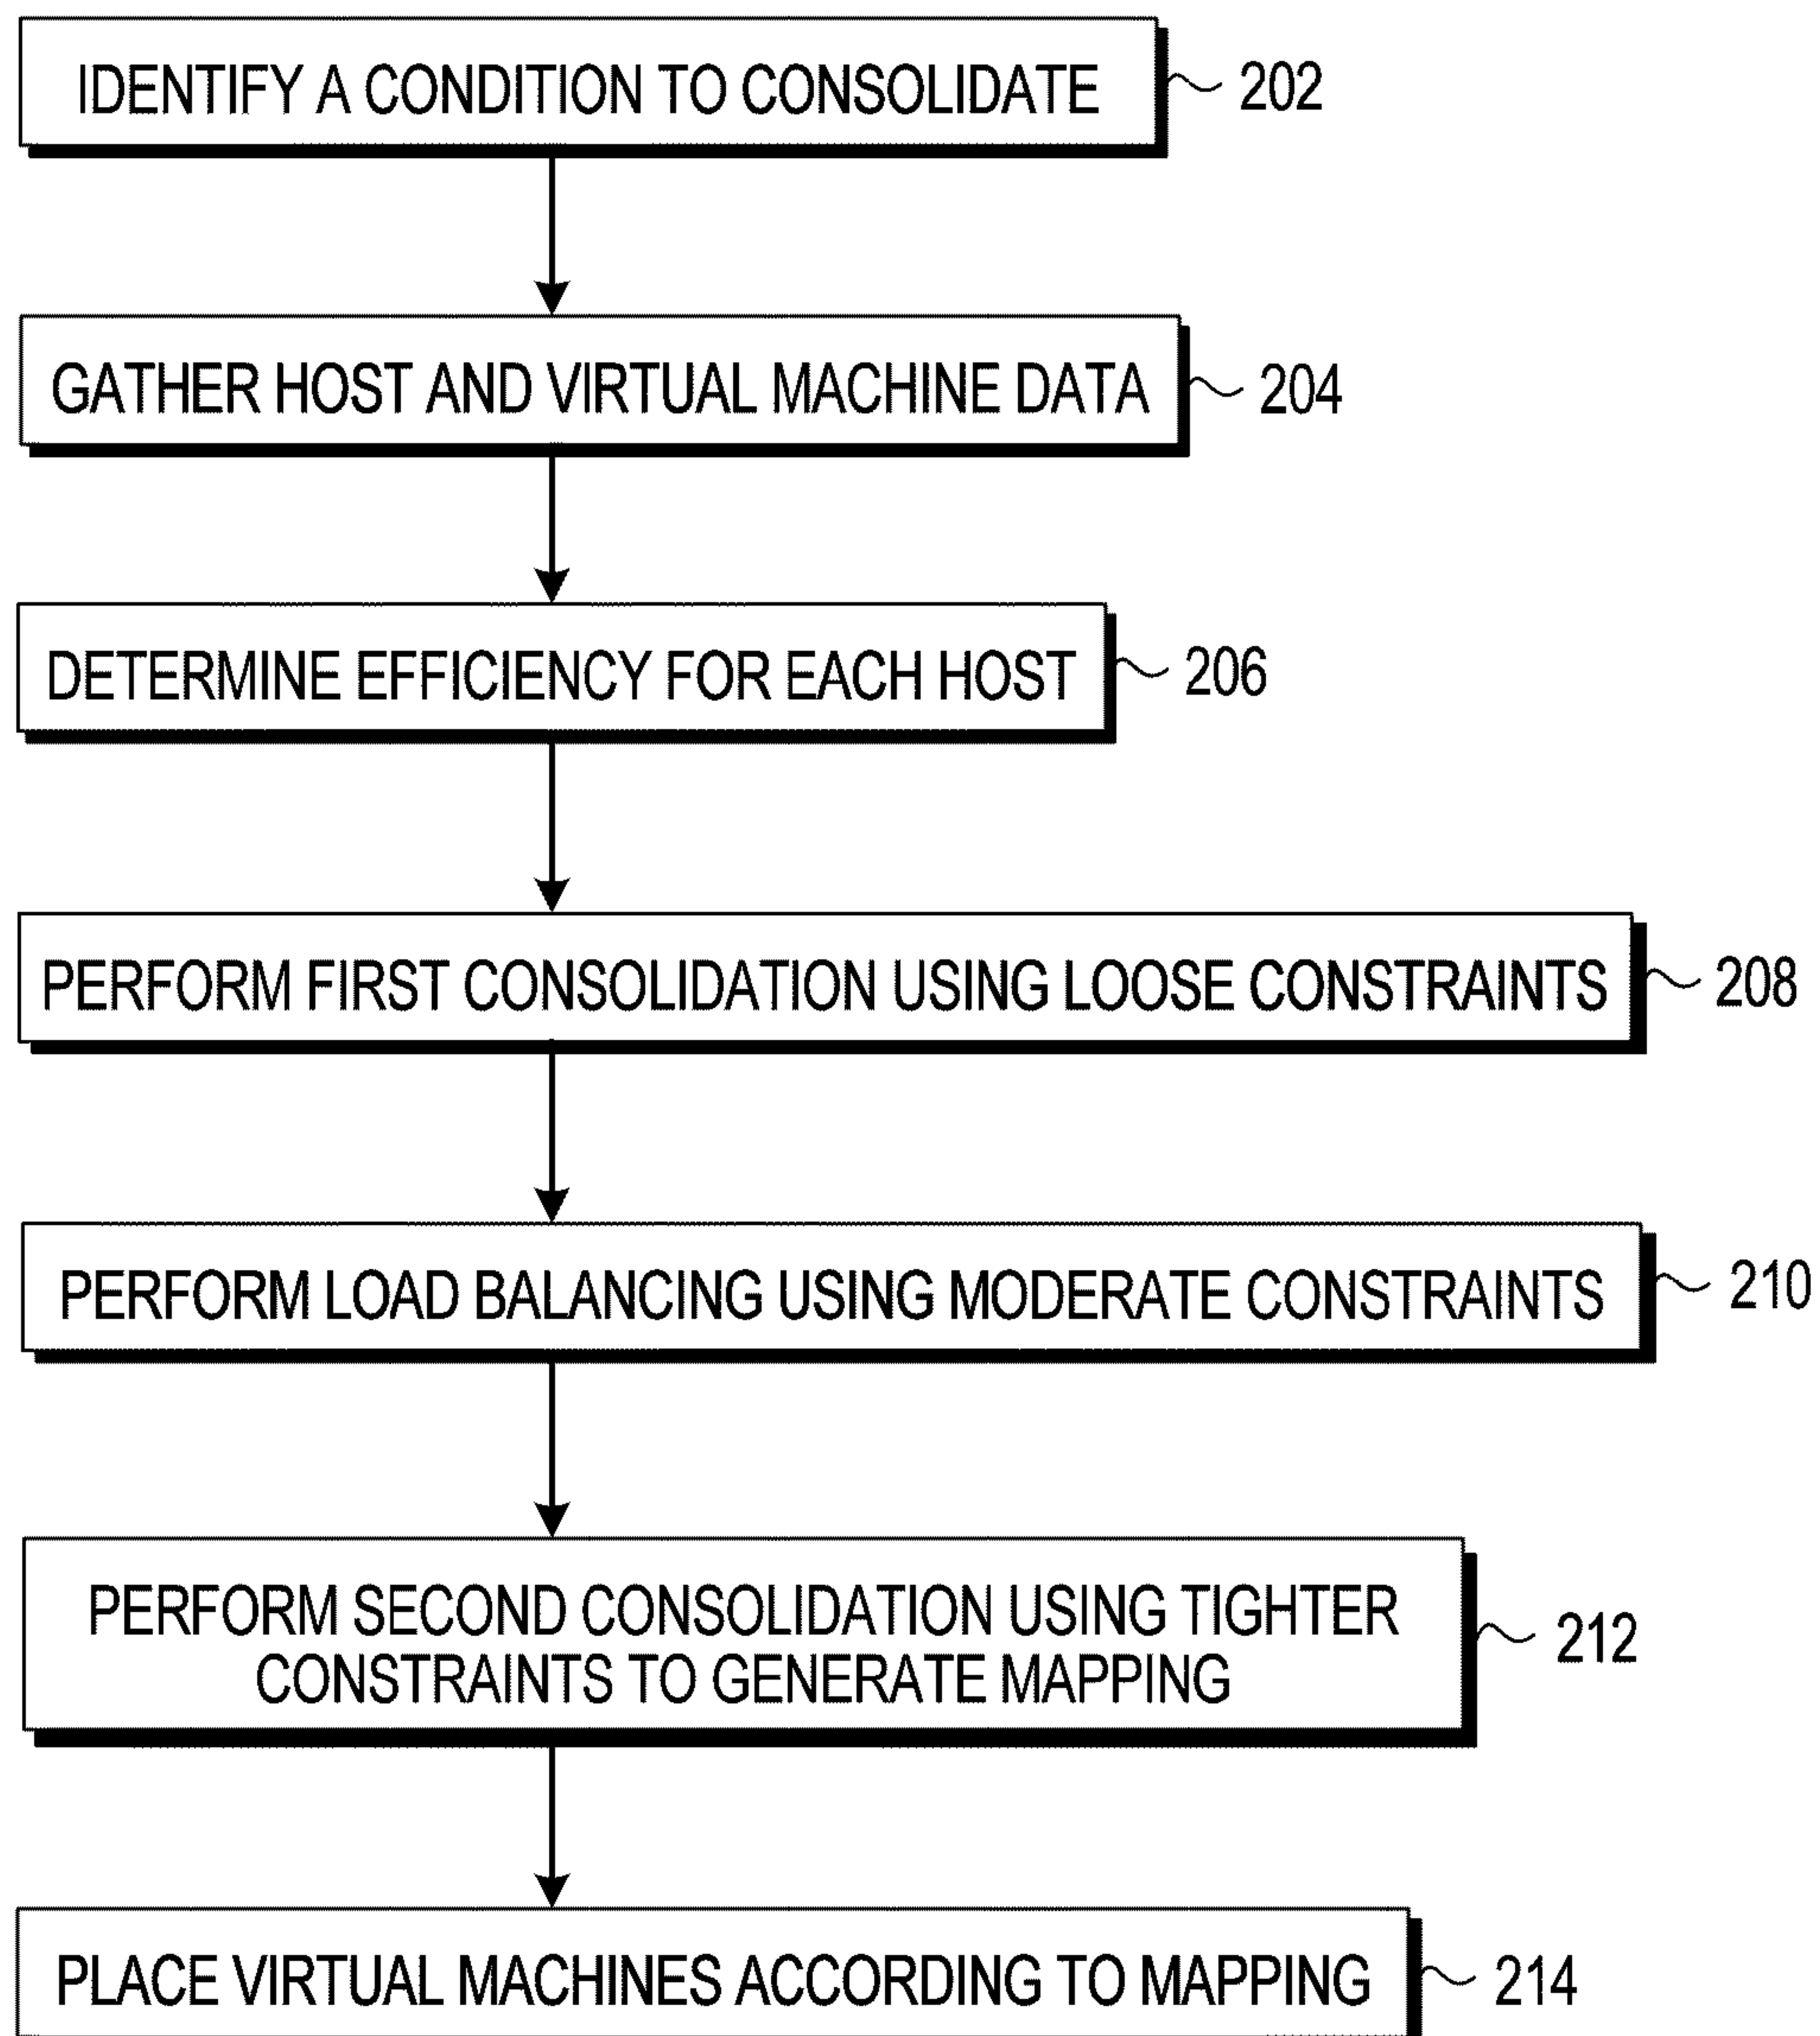 IDENTIFY A CONDITION TO CONSOLIDATE
202
GATHER HOST AND VIRTUAL MACHINE DATA
204
DETERMINE EFFICIENCY FOR EACH HOST
206
PERFORM FIRST CONSOLIDATION USING LOOSE CONSTRAINTS
208
PERFORM LOAD BALANCING USING MODERATE CONSTRAINTS
210
PERFORM SECOND CONSOLIDATION USING TIGHTER
CONSTRAINTS TO GENERATE MAPPING
212
PLACE VIRTUAL MACHINES ACCORDING TO MAPPING
214